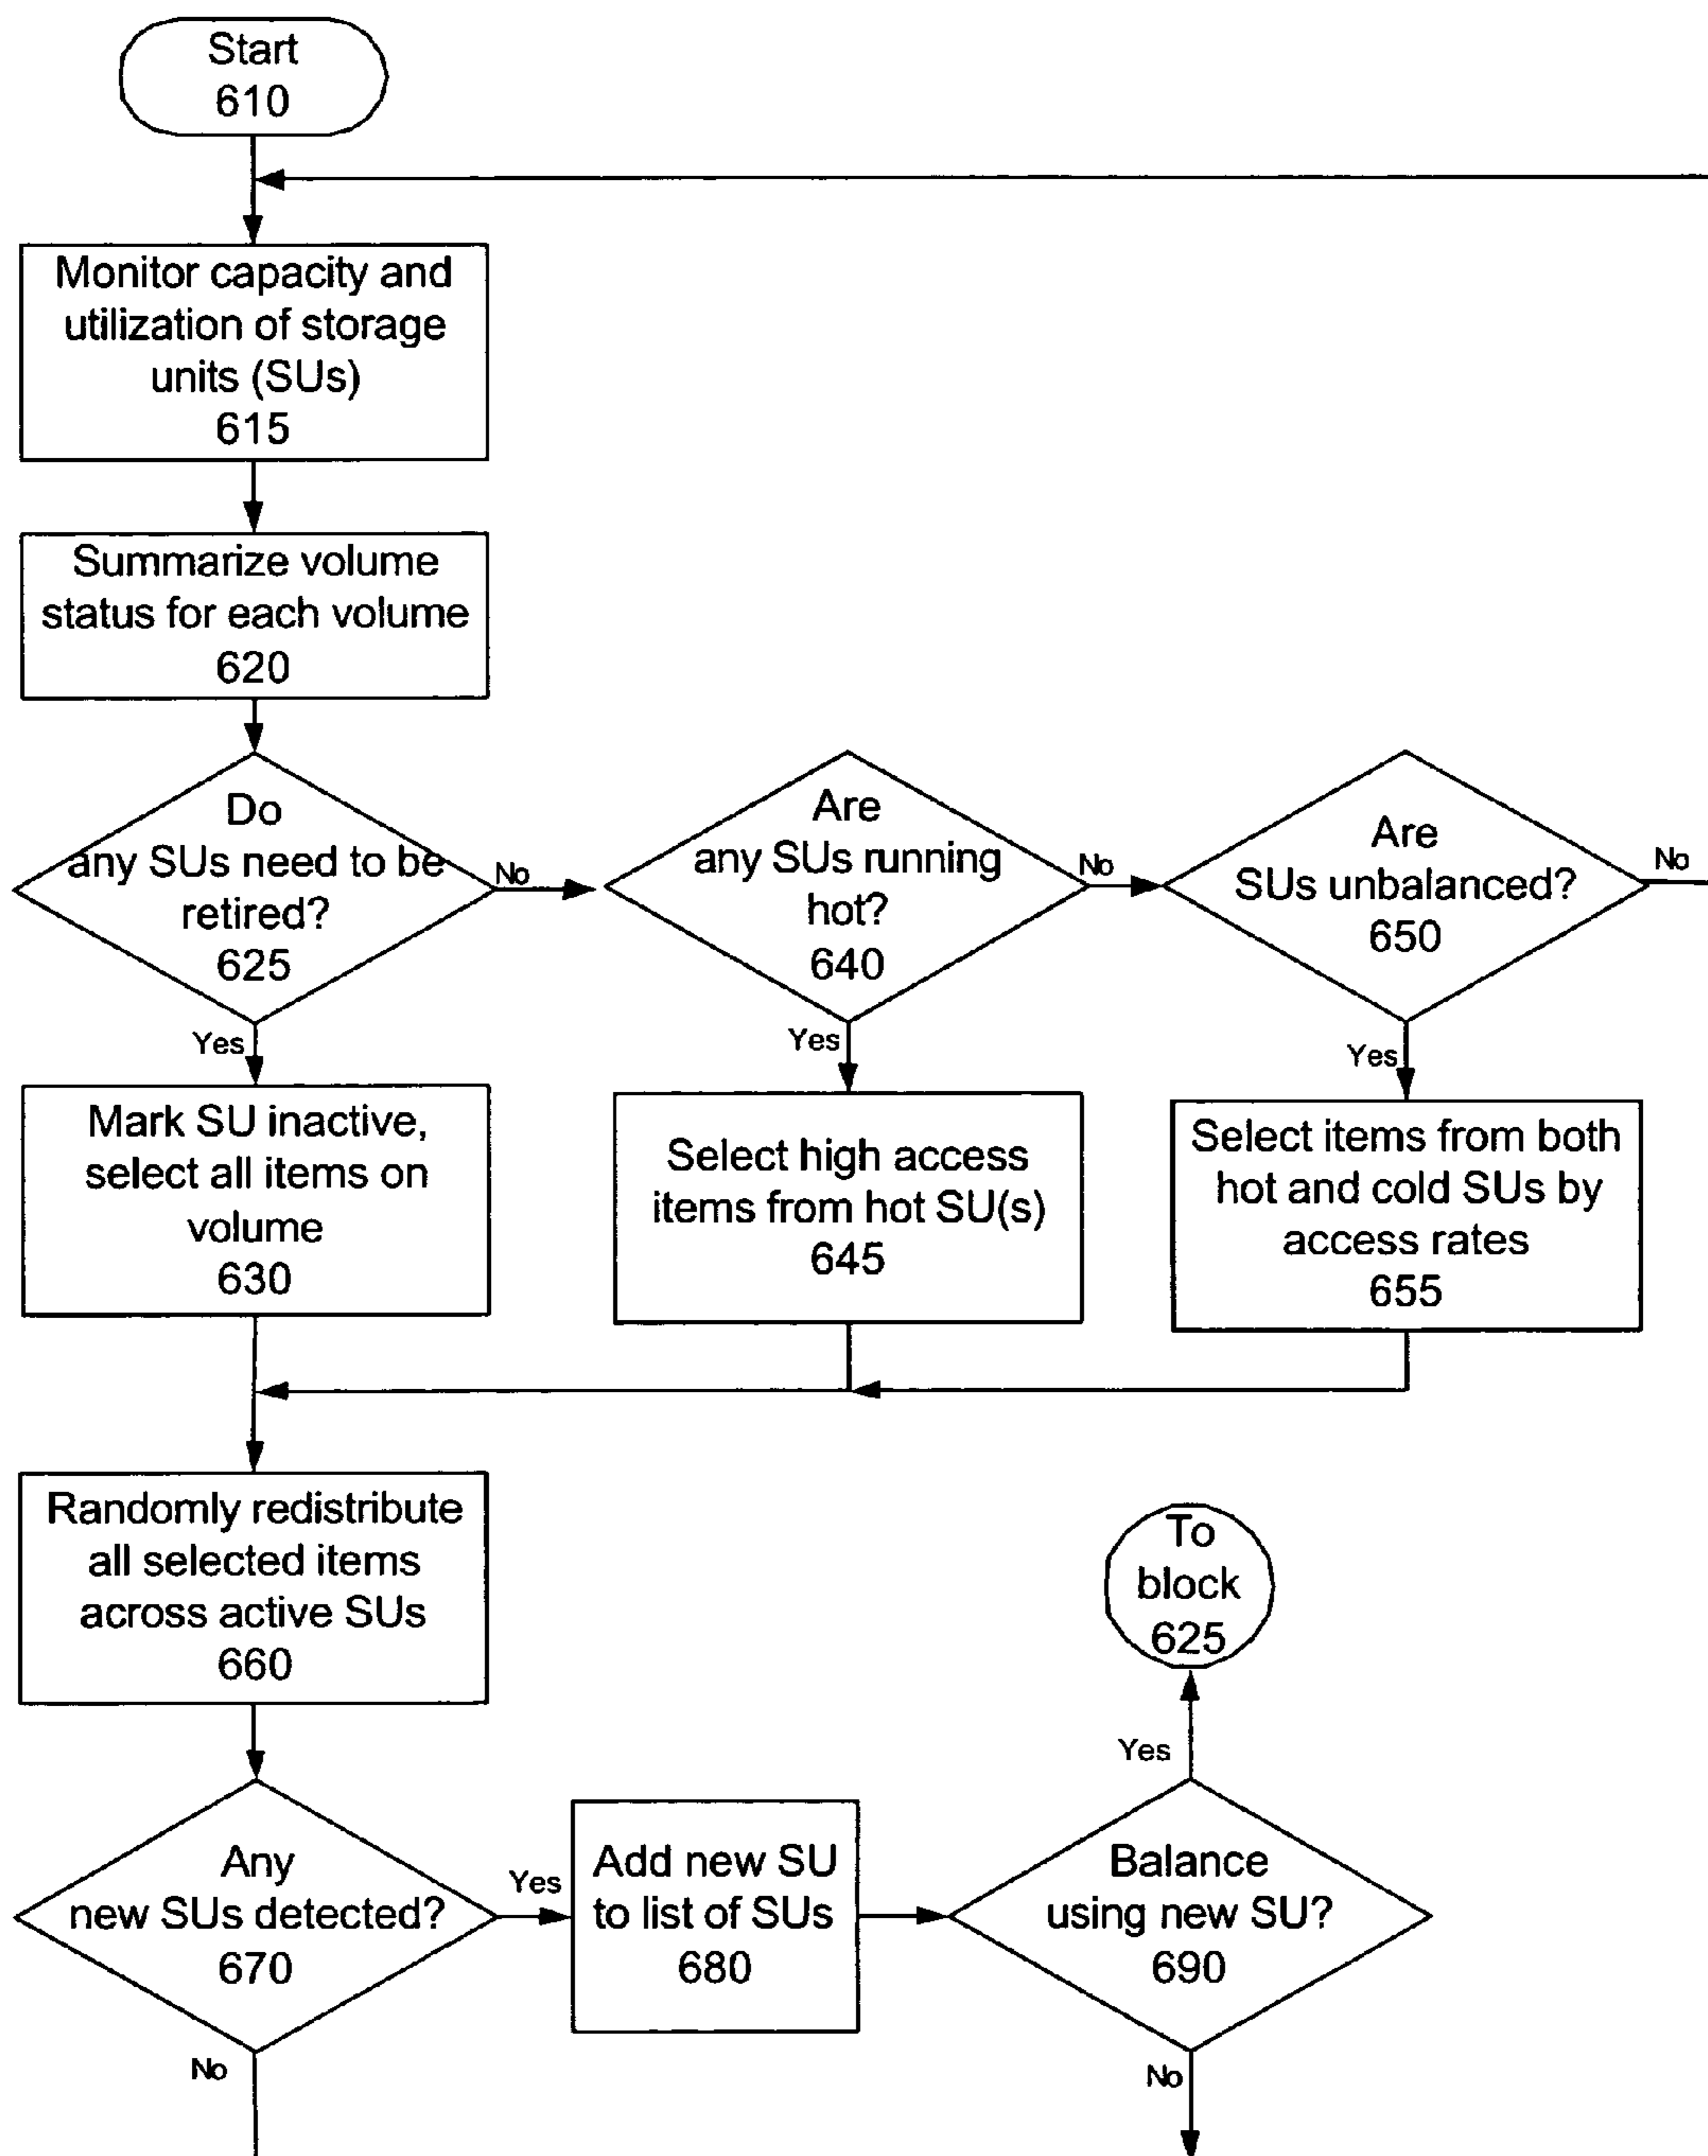 Start
610
Monitor capacity and
utilization of storage
units (SUs)
615
Summarize volume
status for each volume
620
Do
any SUs need to be
retired?
625
No
Are
any SUs running
hot?
640
No
Are
SUs unbalanced?
650
No
Yes
Yes
Yes
Mark SU inactive,
select all items on
volume
630
Select high access
items from hot SU(s)
645
Select items from both
hot and cold SUs by
access rates
655
Randomly redistribute
all selected items
across active SUs
660
To
block
625
Yes
Any
new SUs detected?
670
Yes
Add new SU
to list of SUs
680
Balance
using new SU?
690
No
No